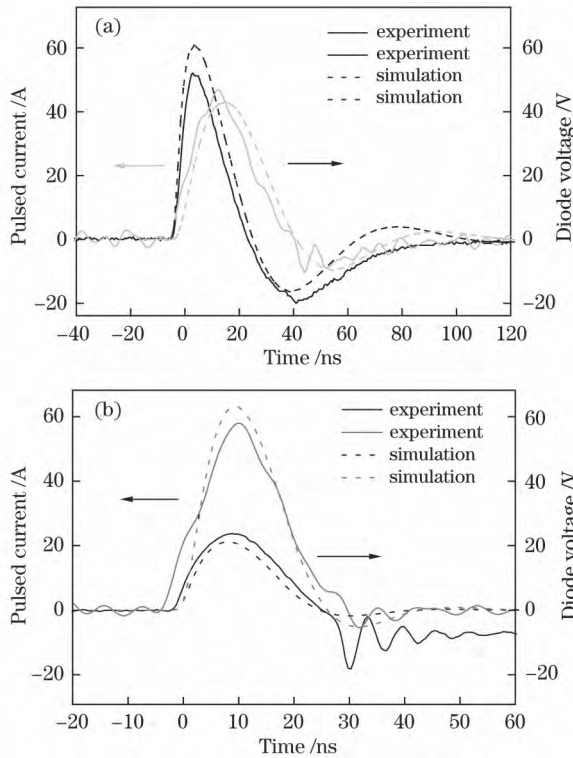 (a)
experiment
experiment
simulation
simulation
Pulsed current /A
Diode voltage /V
60
40
20
0
−20
60
40
20
0
−20
−40
−20
0
20
40
60
80
100
120
Time /ns
(b)
experiment
experiment
simulation
simulation
Pulsed current /A
Diode voltage /V
60
40
20
0
−20
60
40
20
0
−20
−20
−10
0
10
20
30
40
50
60
Time /ns